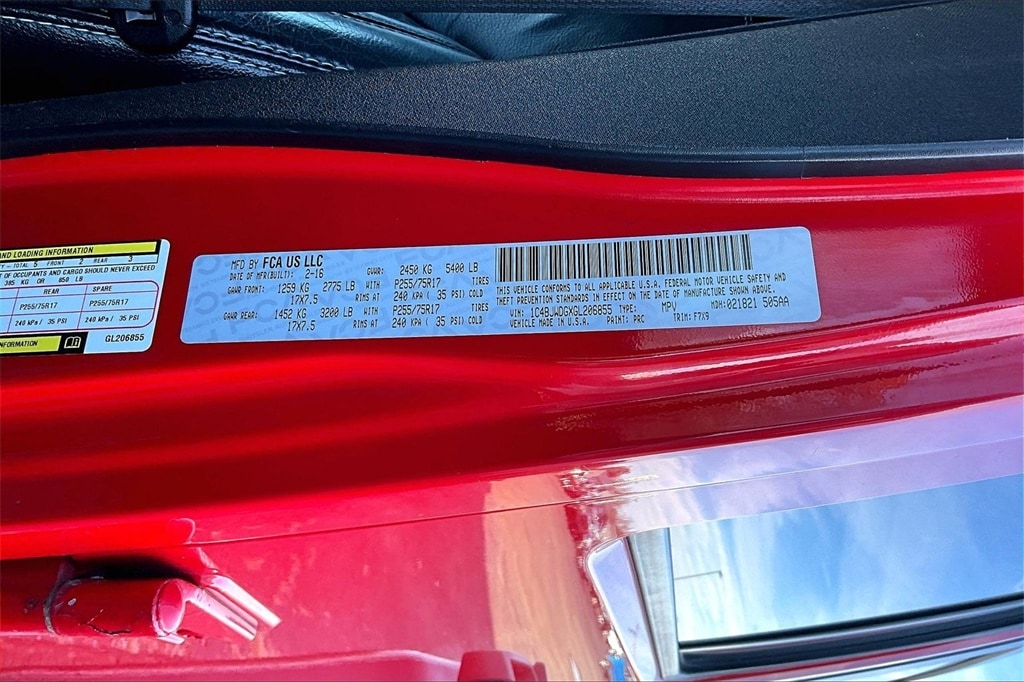 AND LOADING INFORMATION
TOTAL 5 FRONT 2 REAR 3
T OF OCCUPANTS AND CARGO SHOULD NEVER EXCEED
385 KG OR 850 LB
REAR SPARE
P255/75R17 P255/75R17
240 kPa / 35 PSI 240 kPa / 35 PSI
INFORMATION
GL206855
MFD BY FCA US LLC
DATE OF MFR(BUILT): 2-16 GVWR: 2450 KG 5400 LB
GAWR FRONT: 1259 KG 2775 LB P255/75R17 TIRES
17X7.5 RIMS AT 240 KPA ( 35 PSI) COLD
GAWR REAR: 1452 KG 3200 LB P255/75R17 TIRES
17X7.5 RIMS AT 240 KPA ( 35 PSI) COLD
THIS VEHICLE CONFORMS TO ALL APPLICABLE U.S.A. FEDERAL MOTOR VEHICLE SAFETY AND
THEFT PREVENTION STANDARDS IN EFFECT ON THE DATE OF MANUFACTURE SHOWN ABOVE.
VIN: 1C4BJWDGXGL206855 TYPE: MPV MDH: 021821 505AA
MADE IN U.S.A. PAINT: PRC TRIM: F7X9